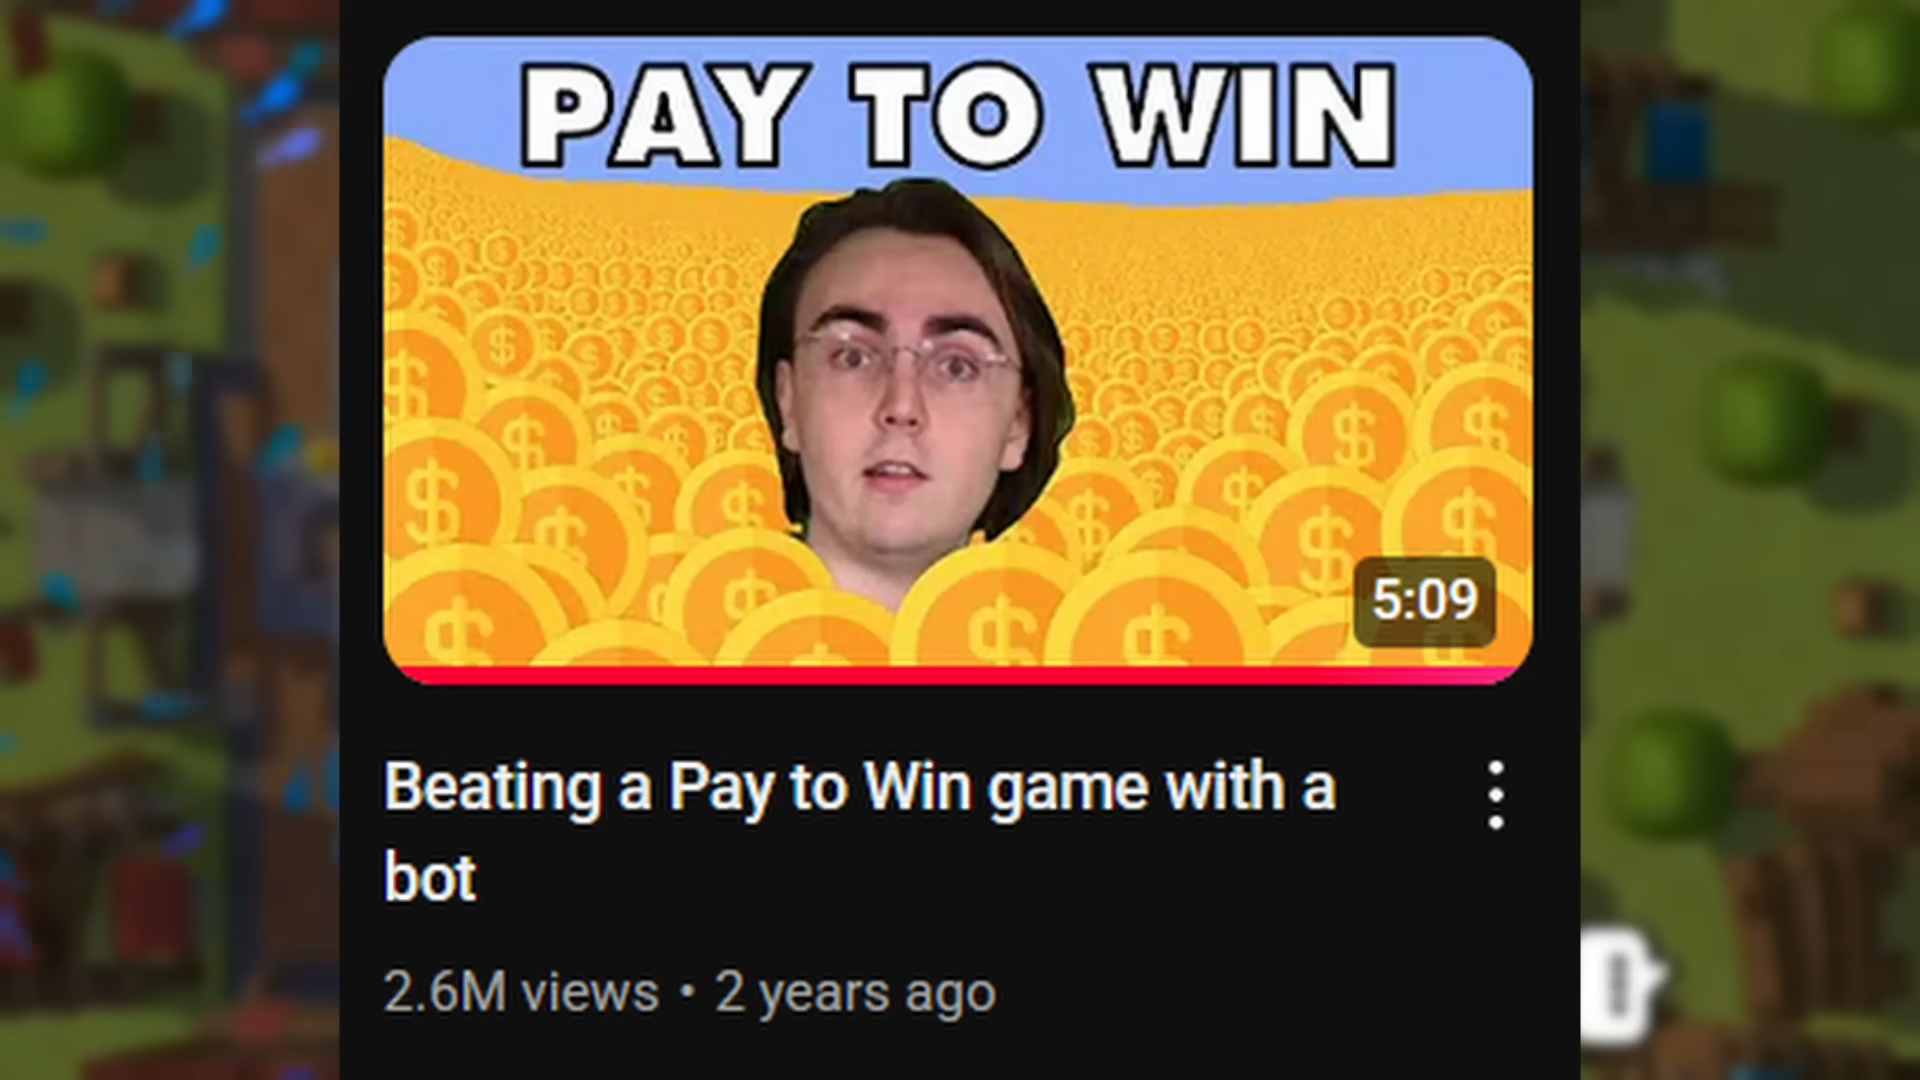 PAY TO WIN
5:09
Beating a Pay to Win game with a
bot
2.6M views • 2 years ago